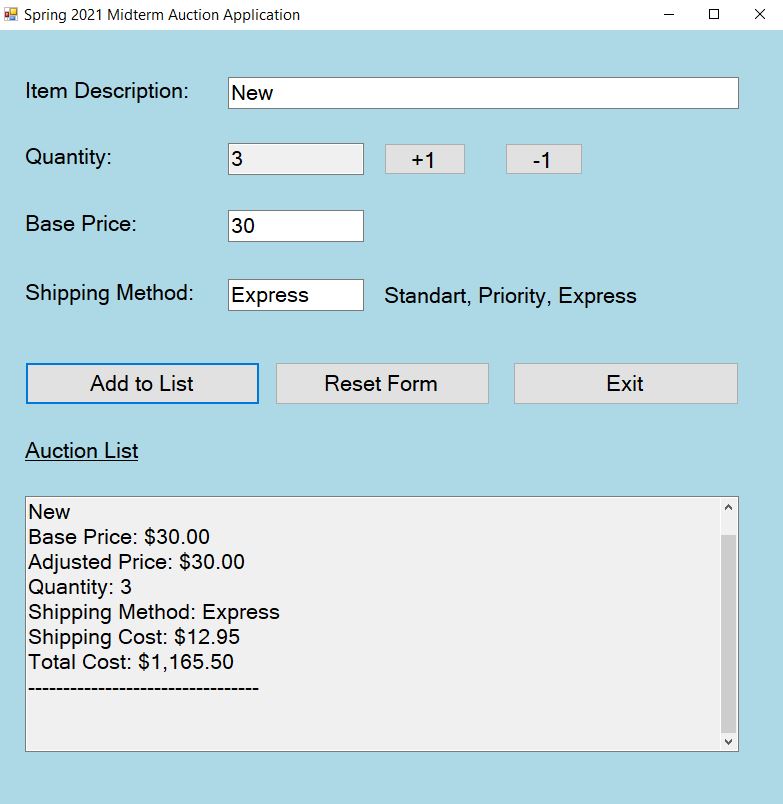 Spring 2021 Midterm Auction Application
Item Description: New
Quantity: 3 +1 -1
Base Price: 30
Shipping Method: Express Standart, Priority, Express
Add to List Reset Form Exit
Auction List
New
Base Price: $30.00
Adjusted Price: $30.00
Quantity: 3
Shipping Method: Express
Shipping Cost: $12.95
Total Cost: $1,165.50
---------------------------------